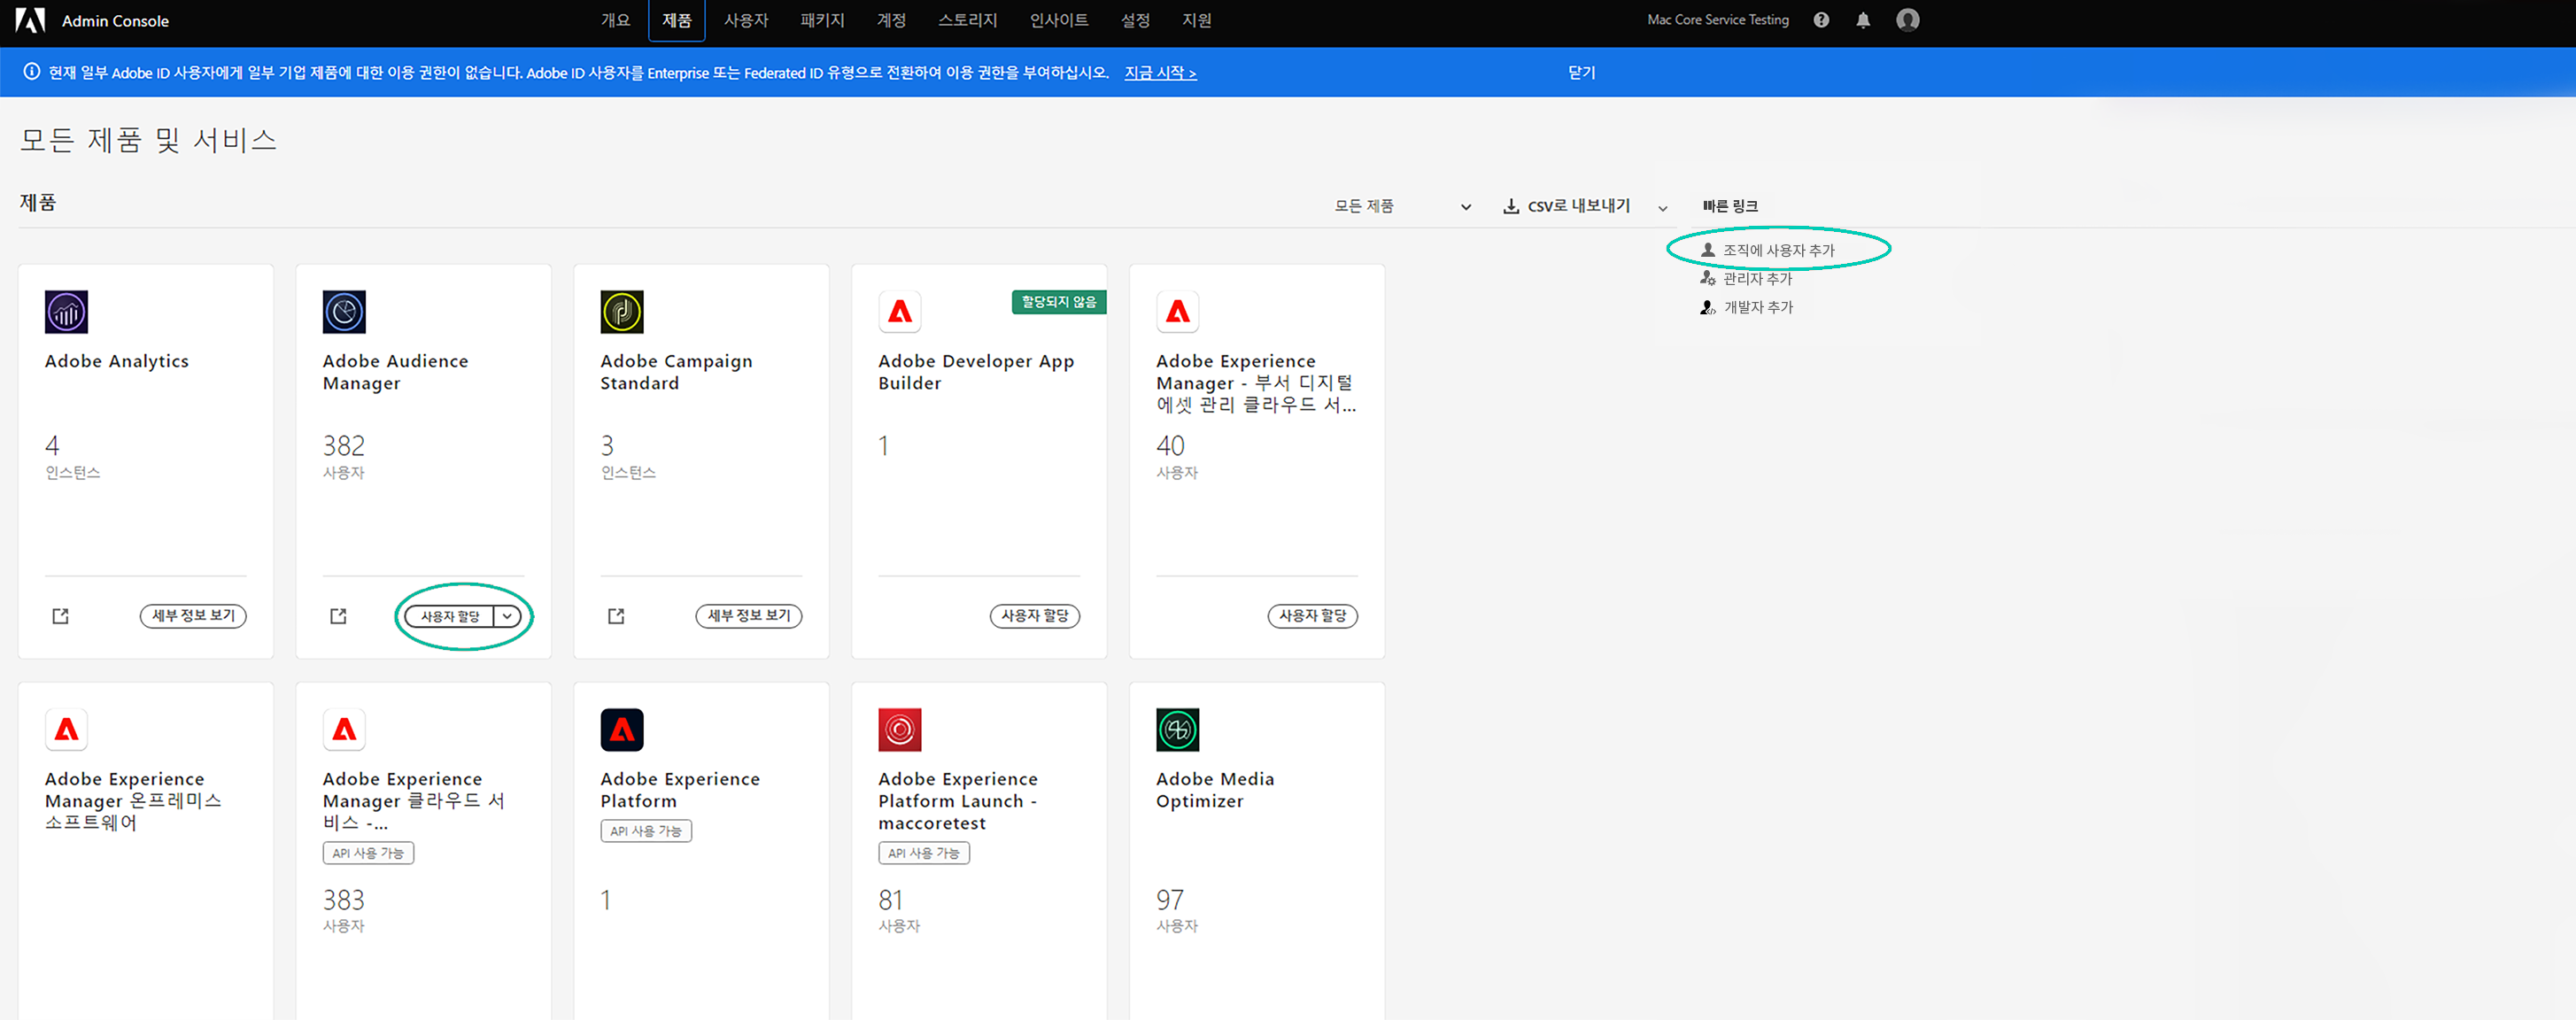 Admin Console
개요 제품 사용자 패키지 계정 스토리지 인사이트 설정 지원
Mac Core Service Testing
현재 일부 Adobe ID 사용자에게 일부 기업 제품에 대한 이용 권한이 없습니다. Adobe ID 사용자를 Enterprise 또는 Federated ID 유형으로 전환하여 이용 권한을 부여하십시오. 지금 시작 >
닫기
모든 제품 및 서비스
제품
모든 제품
CSV로 내보내기
빠른 링크
조직에 사용자 추가
관리자 추가
개발자 추가
Adobe Analytics
4
인스턴스
세부 정보 보기
Adobe Audience
Manager
382
사용자
사용자 할당
Adobe Campaign
Standard
3
인스턴스
세부 정보 보기
할당되지 않음
Adobe Developer App
Builder
1
사용자 할당
Adobe Experience
Manager - 부서 디지털
에셋 관리 클라우드 서...
40
사용자
사용자 할당
Adobe Experience
Manager 온프레미스
소프트웨어
Adobe Experience
Manager 클라우드 서
비스 -...
API 사용 가능
383
사용자
Adobe Experience
Platform
API 사용 가능
1
Adobe Experience
Platform Launch -
maccoretest
API 사용 가능
81
사용자
Adobe Media
Optimizer
97
사용자